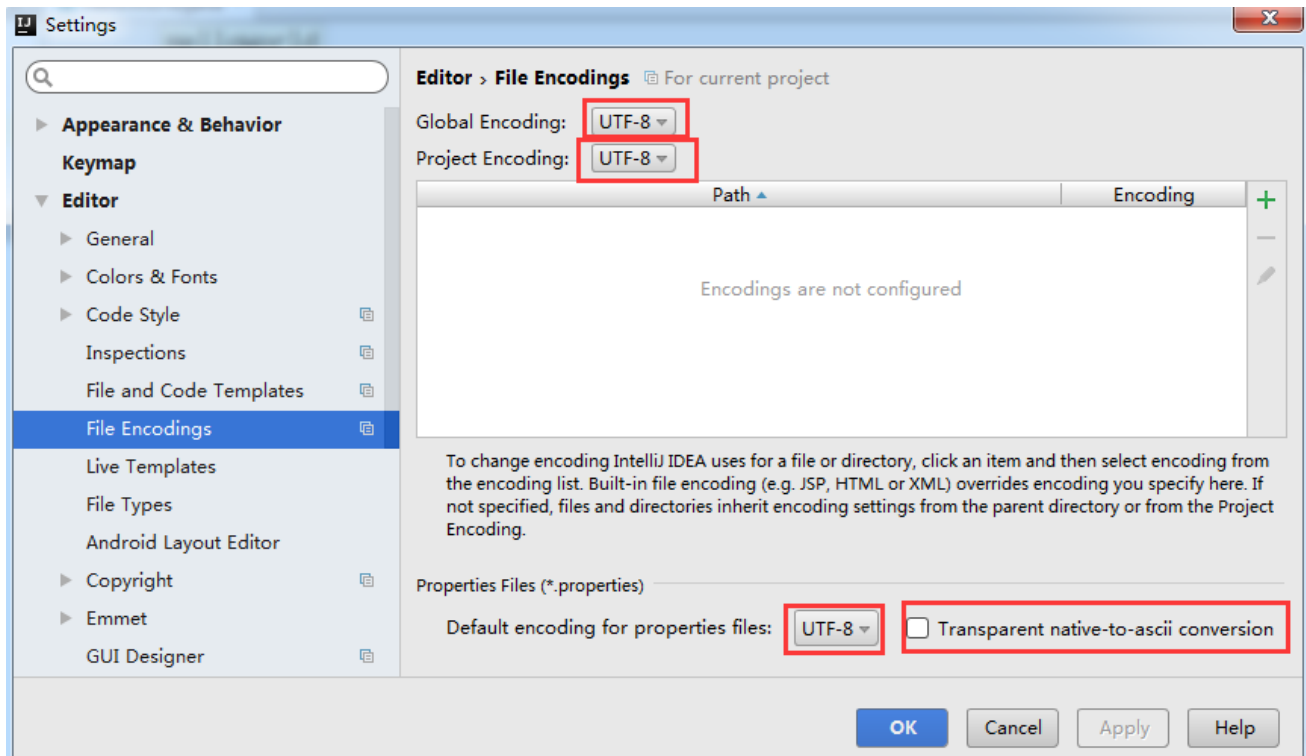 Settings
Editor › File Encodings For current project
Global Encoding: UTF-8
Project Encoding: UTF-8
Appearance & Behavior
Keymap
Editor
General
Colors & Fonts
Code Style
Inspections
File and Code Templates
File Encodings
Live Templates
File Types
Android Layout Editor
Copyright
Emmet
GUI Designer
Path Encoding
Encodings are not configured
To change encoding IntelliJ IDEA uses for a file or directory, click an item and then select encoding from
the encoding list. Built-in file encoding (e.g. JSP, HTML or XML) overrides encoding you specify here. If
not specified, files and directories inherit encoding settings from the parent directory or from the Project
Encoding.
Properties Files (*.properties)
Default encoding for properties files: UTF-8 Transparent native-to-ascii conversion
OK Cancel Apply Help